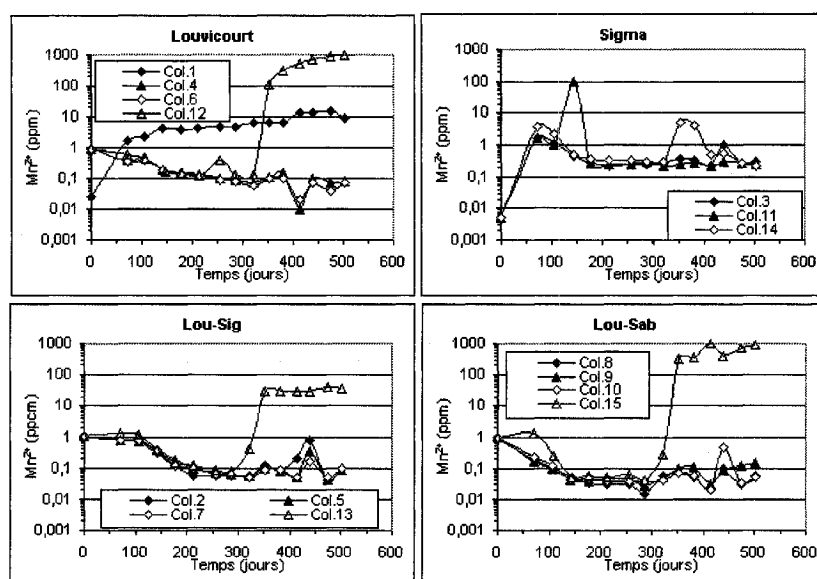 Louvicourt
1000
100
10
1
0,1
0,01
0,001
Mn²⁺ (ppm)
Col.1
Col.4
Col.6
Col.12
0 100 200 300 400 500 600
Temps (jours)
Sigma
1000
100
10
1
0,1
0,01
0,001
Mn²⁺ (ppm)
Col.3
Col.11
Col.14
0 100 200 300 400 500 600
Temps (jours)
Lou-Sig
1000
100
10
1
0,1
0,01
0,001
Mn²⁺ (ppcm)
Col.2 Col.5
Col.7 Col.13
0 100 200 300 400 500 600
Temps (jours)
Lou-Sab
1000
100
10
1
0,1
0,01
0,001
Mn²⁺ (ppm)
Col.8
Col.9
Col.10
Col.15
0 100 200 300 400 500 600
Temps (jours)